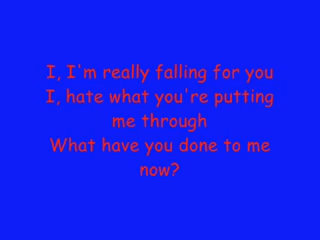 I, I'm really falling for you
I, hate what you're putting
me through
What have you done to me
now?